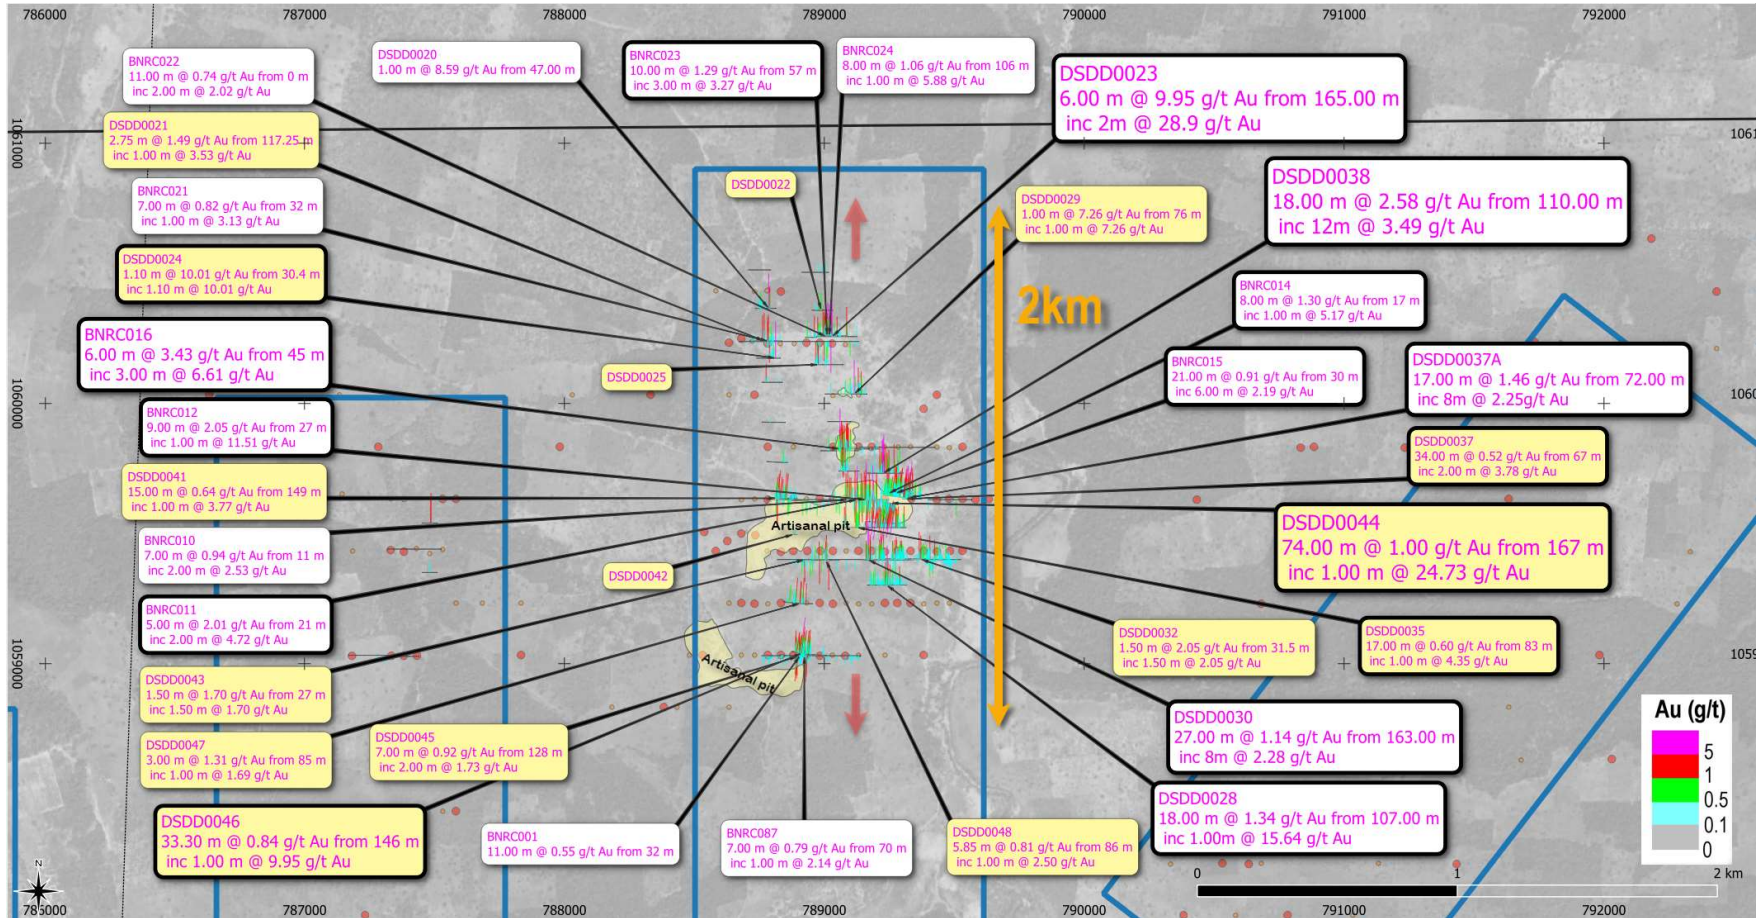 786000
787000
788000
789000
790000
791000
792000
BNRC022
11.00 m @ 0.74 g/t Au from 0 m
inc 2.00 m @ 2.02 g/t Au
DSDD0020
1.00 m @ 8.59 g/t Au from 47.00 m
BNRC023
10.00 m @ 1.29 g/t Au from 57 m
inc 3.00 m @ 3.27 g/t Au
BNRC024
8.00 m @ 1.06 g/t Au from 106 m
inc 1.00 m @ 5.88 g/t Au
DSDD0023
6.00 m @ 9.95 g/t Au from 165.00 m
inc 2m @ 28.9 g/t Au
1061000
1061
DSDD0021
2.75 m @ 1.49 g/t Au from 117.25 m
inc 1.00 m @ 3.53 g/t Au
DSDD0022
DSDD0029
1.00 m @ 7.26 g/t Au from 76 m
inc 1.00 m @ 7.26 g/t Au
DSDD0038
18.00 m @ 2.58 g/t Au from 110.00 m
inc 12m @ 3.49 g/t Au
BNRC021
7.00 m @ 0.82 g/t Au from 32 m
inc 1.00 m @ 3.13 g/t Au
DSDD0024
1.10 m @ 10.01 g/t Au from 30.4 m
inc 1.10 m @ 10.01 g/t Au
2km
BNRC014
8.00 m @ 1.30 g/t Au from 17 m
inc 1.00 m @ 5.17 g/t Au
BNRC016
6.00 m @ 3.43 g/t Au from 45 m
inc 3.00 m @ 6.61 g/t Au
DSDD0025
BNRC015
21.00 m @ 0.91 g/t Au from 30 m
inc 6.00 m @ 2.19 g/t Au
DSDD0037A
17.00 m @ 1.46 g/t Au from 72.00 m
inc 8m @ 2.25g/t Au
1060000
1060
BNRC012
9.00 m @ 2.05 g/t Au from 27 m
inc 1.00 m @ 11.51 g/t Au
DSDD0037
34.00 m @ 0.52 g/t Au from 67 m
inc 2.00 m @ 3.78 g/t Au
DSDD0041
15.00 m @ 0.64 g/t Au from 149 m
inc 1.00 m @ 3.77 g/t Au
Artisanal pit
DSDD0044
74.00 m @ 1.00 g/t Au from 167 m
inc 1.00 m @ 24.73 g/t Au
BNRC010
7.00 m @ 0.94 g/t Au from 11 m
inc 2.00 m @ 2.53 g/t Au
DSDD0042
BNRC011
5.00 m @ 2.01 g/t Au from 21 m
inc 2.00 m @ 4.72 g/t Au
DSDD0032
1.50 m @ 2.05 g/t Au from 31.5 m
inc 1.50 m @ 2.05 g/t Au
DSDD0035
17.00 m @ 0.60 g/t Au from 83 m
inc 1.00 m @ 4.35 g/t Au
1059000
1059
Artisanal pit
DSDD0043
1.50 m @ 1.70 g/t Au from 27 m
inc 1.50 m @ 1.70 g/t Au
DSDD0030
27.00 m @ 1.14 g/t Au from 163.00 m
inc 8m @ 2.28 g/t Au
DSDD0047
3.00 m @ 1.31 g/t Au from 85 m
inc 1.00 m @ 1.69 g/t Au
DSDD0045
7.00 m @ 0.92 g/t Au from 128 m
inc 2.00 m @ 1.73 g/t Au
DSDD0028
18.00 m @ 1.34 g/t Au from 107.00 m
inc 1.00m @ 15.64 g/t Au
DSDD0046
33.30 m @ 0.84 g/t Au from 146 m
inc 1.00 m @ 9.95 g/t Au
BNRC001
11.00 m @ 0.55 g/t Au from 32 m
BNRC087
7.00 m @ 0.79 g/t Au from 70 m
inc 1.00 m @ 2.14 g/t Au
DSDD0048
5.85 m @ 0.81 g/t Au from 86 m
inc 1.00 m @ 2.50 g/t Au
Au (g/t)
5
1
0.5
0.1
0
0
1
2 km
N
785000
787000
788000
789000
790000
791000
792000